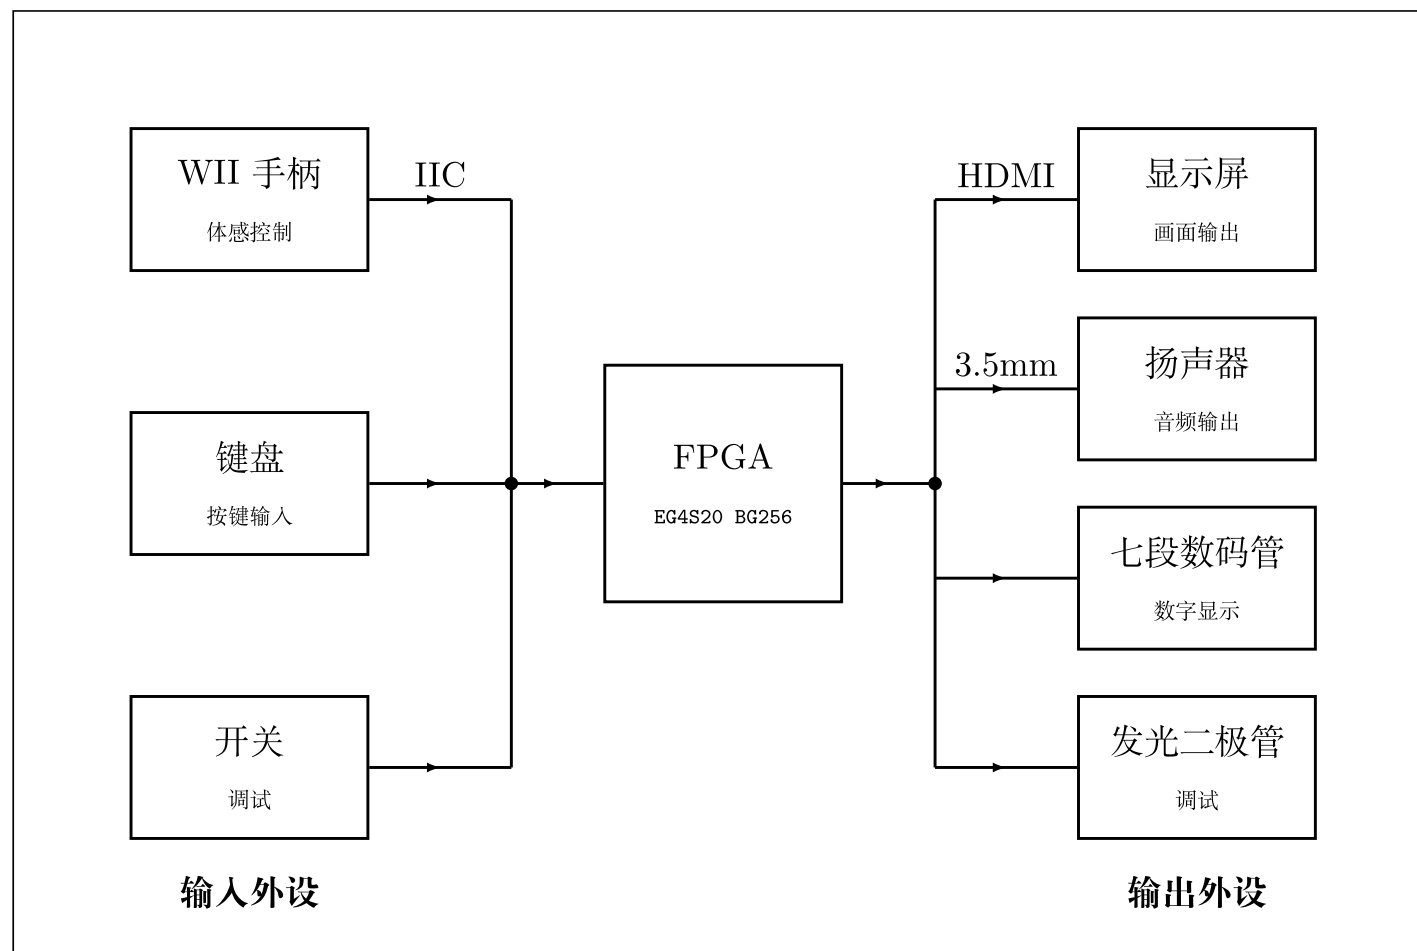 WII 手柄
体感控制
IIC
键盘
按键输入
开关
调试
输入外设
FPGA
EG4S20 BG256
HDMI
显示屏
画面输出
3.5mm
扬声器
音频输出
七段数码管
数字显示
发光二极管
调试
输出外设